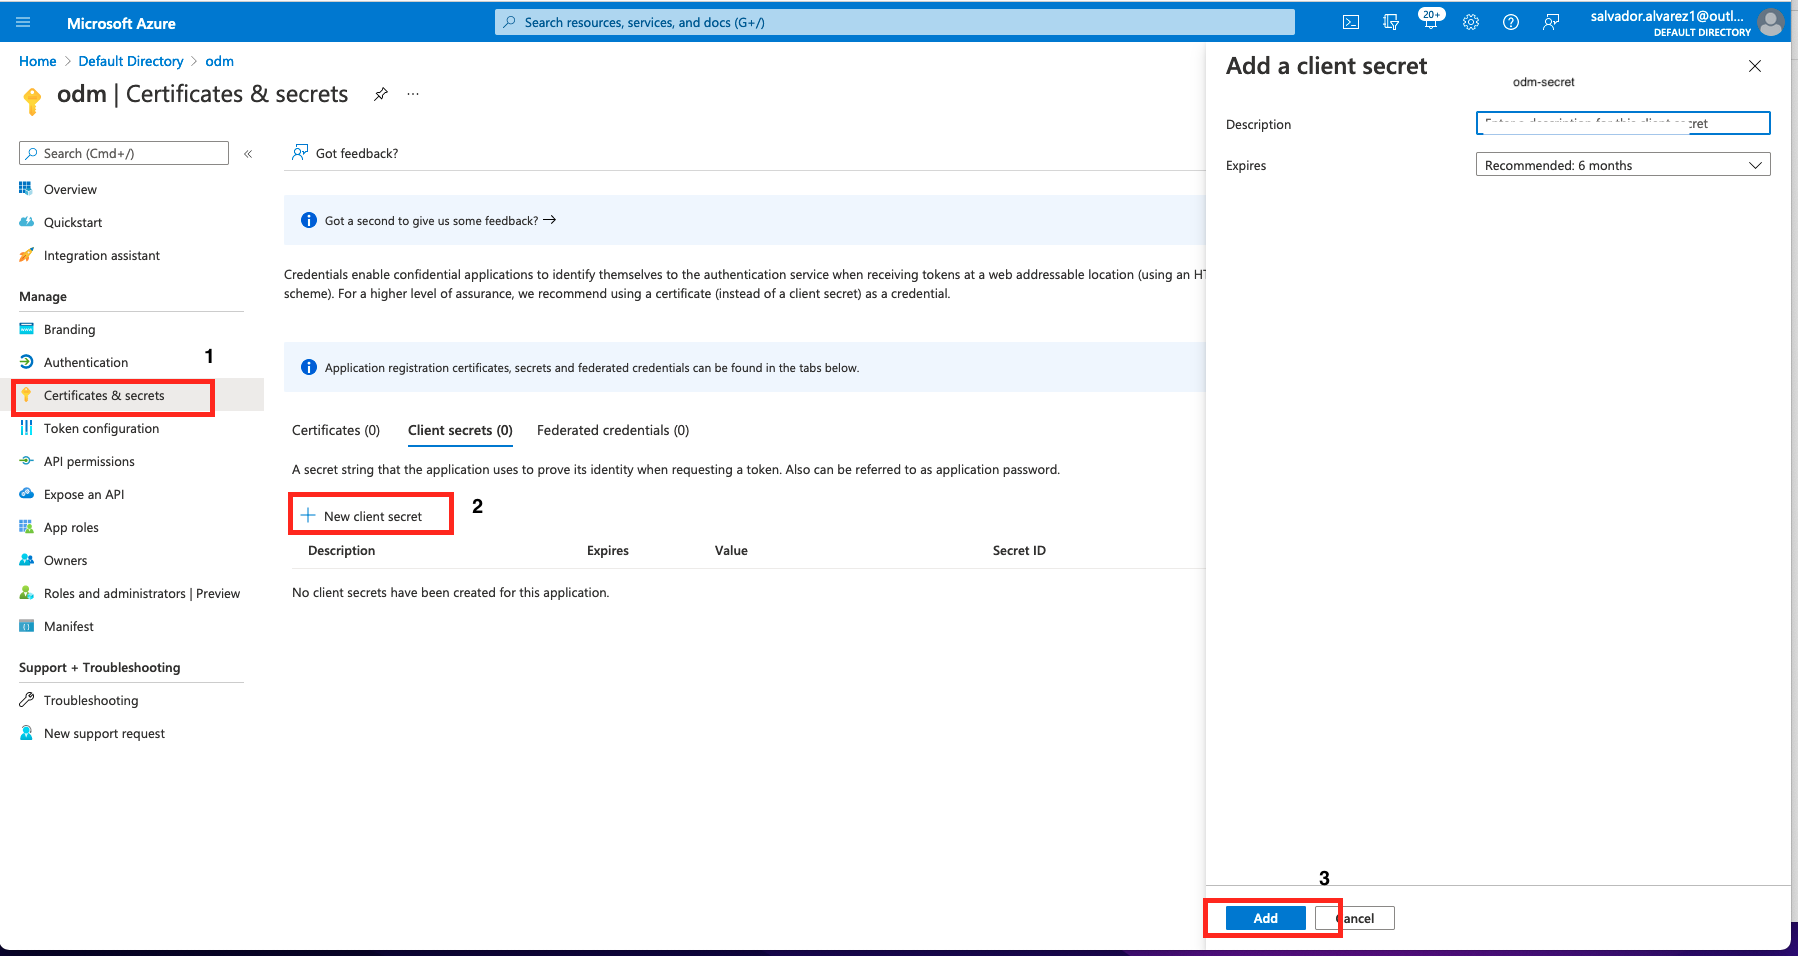 Microsoft Azure
Search resources, services, and docs (G+/)
20+
salvador.alvarez1@outl...
DEFAULT DIRECTORY
Home > Default Directory > odm
odm | Certificates & secrets
...
Search (Cmd+/)
«
Overview
Quickstart
Integration assistant
Manage
Branding
Authentication
1
Certificates & secrets
Token configuration
API permissions
Expose an API
App roles
Owners
Roles and administrators | Preview
Manifest
Support + Troubleshooting
Troubleshooting
New support request
Got feedback?
Got a second to give us some feedback? →
Credentials enable confidential applications to identify themselves to the authentication service when receiving tokens at a web addressable location (using an HT
scheme). For a higher level of assurance, we recommend using a certificate (instead of a client secret) as a credential.
Application registration certificates, secrets and federated credentials can be found in the tabs below.
Certificates (0) Client secrets (0) Federated credentials (0)
A secret string that the application uses to prove its identity when requesting a token. Also can be referred to as application password.
+ New client secret
2
Description Expires Value Secret ID
No client secrets have been created for this application.
Add a client secret
odm-secret
Description
Enter a description for this client secret
Expires
Recommended: 6 months
3
Add
ancel